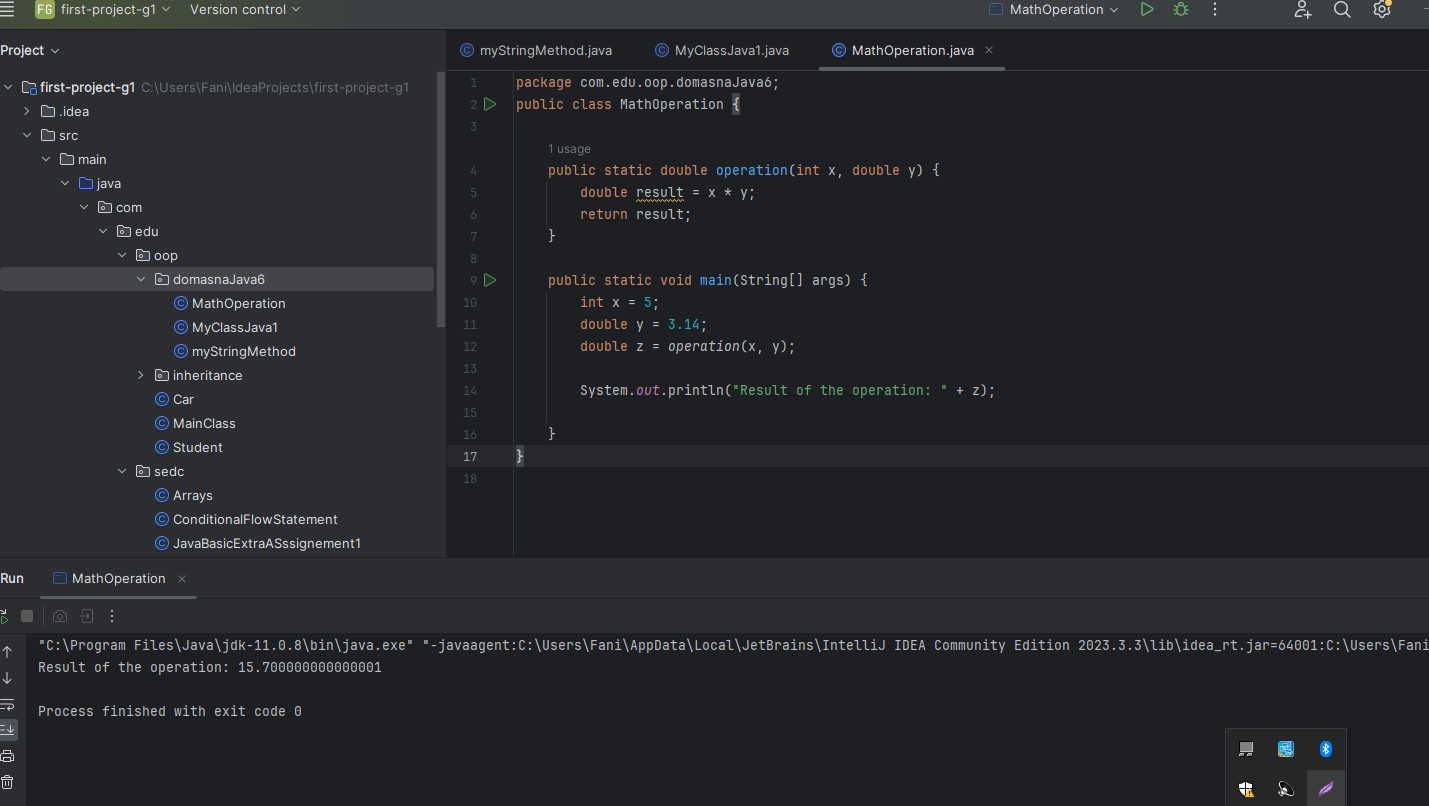 FG first-project-g1 Version control MathOperation
Project
myStringMethod.java MyClassJava1.java MathOperation.java
first-project-g1 C:\Users\Fani\IdeaProjects\first-project-g1
.idea
src
main
java
com
edu
oop
domasnaJava6
MathOperation
MyClassJava1
myStringMethod
inheritance
Car
MainClass
Student
sedc
Arrays
ConditionalFlowStatement
JavaBasicExtraASssignement1
1 package com.edu.oop.domasnaJava6;
2 public class MathOperation {
3
1 usage
4 public static double operation(int x, double y) {
5 double result = x * y;
6 return result;
7 }
8
9 public static void main(String[] args) {
10 int x = 5;
11 double y = 3.14;
12 double z = operation(x, y);
13
14 System.out.println("Result of the operation: " + z);
15
16 }
17 }
18
Run MathOperation
"C:\Program Files\Java\jdk-11.0.8\bin\java.exe" "-javaagent:C:\Users\Fani\AppData\Local\JetBrains\IntelliJ IDEA Community Edition 2023.3.3\lib\idea_rt.jar=64001:C:\Users\Fani
Result of the operation: 15.700000000000001
Process finished with exit code 0